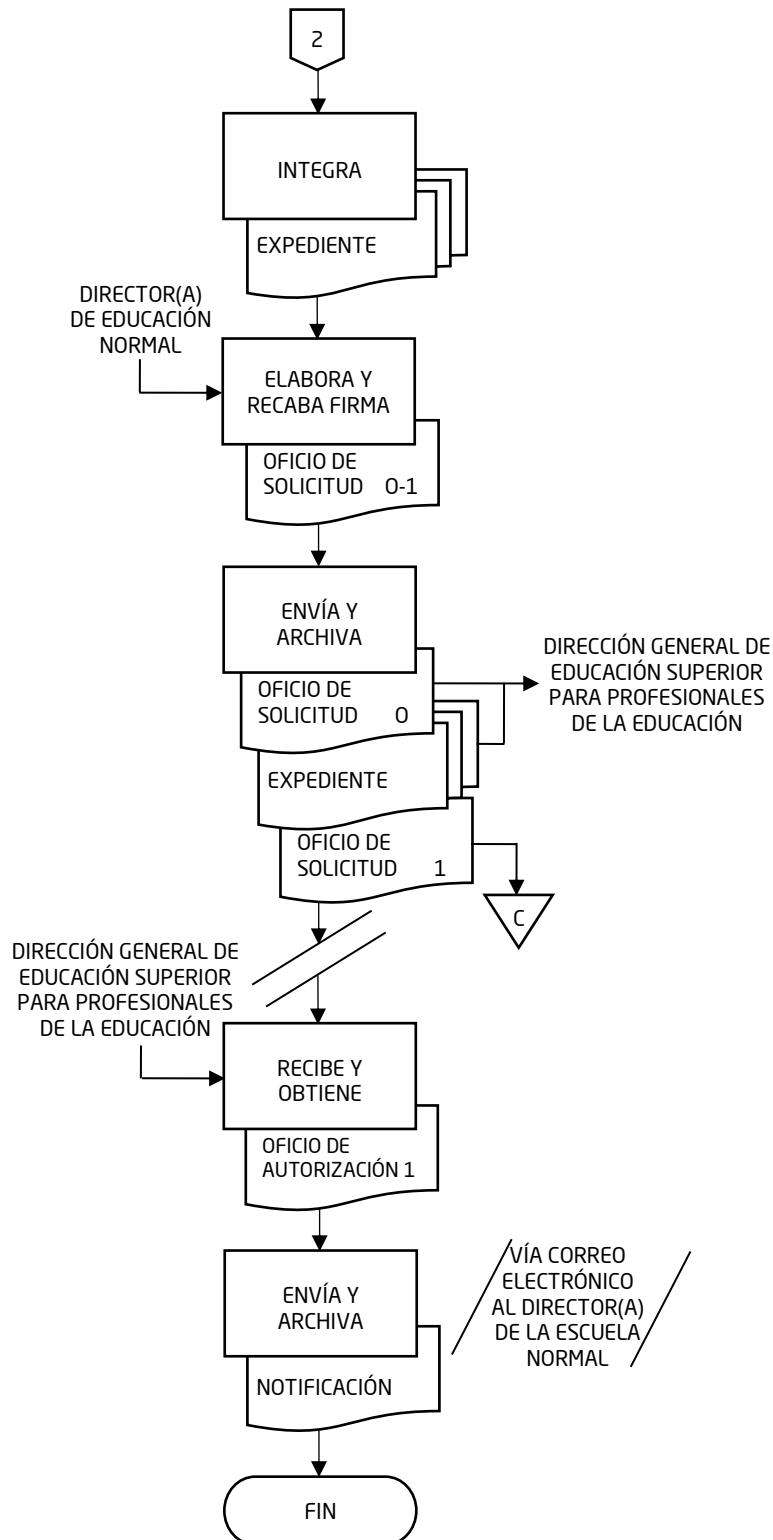 2
INTEGRA
EXPEDIENTE
DIRECTOR(A)
DE EDUCACIÓN
NORMAL
ELABORA Y
RECABA FIRMA
OFICIO DE
SOLICITUD 0-1
ENVÍA Y
ARCHIVA
OFICIO DE
SOLICITUD 0
DIRECCIÓN GENERAL DE
EDUCACIÓN SUPERIOR
PARA PROFESIONALES
DE LA EDUCACIÓN
EXPEDIENTE
OFICIO DE
SOLICITUD 1
C
DIRECCIÓN GENERAL DE
EDUCACIÓN SUPERIOR
PARA PROFESIONALES
DE LA EDUCACIÓN
RECIBE Y
OBTIENE
OFICIO DE
AUTORIZACIÓN 1
ENVÍA Y
ARCHIVA
VÍA CORREO
ELECTRÓNICO
AL DIRECTOR(A)
DE LA ESCUELA
NORMAL
NOTIFICACIÓN
FIN